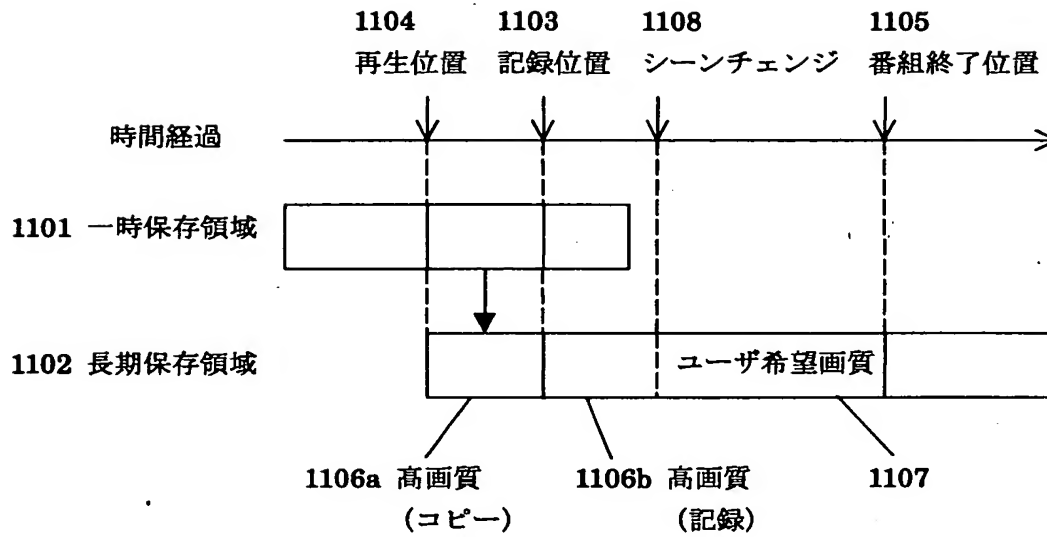 1104 1103 1108 1105
再生位置 記録位置 シーンチェンジ 番組終了位置
時間経過
1101 一時保存領域
1102 長期保存領域
ユーザ希望画質
1106a 高画質 1106b 高画質 1107
(コピー) (記録)